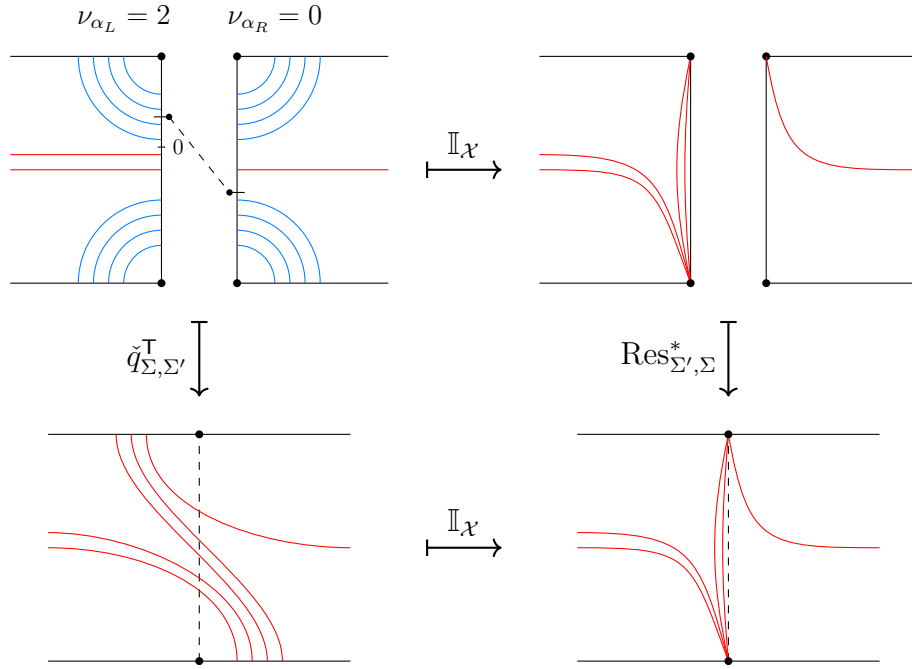 ν_{α_L} = 2 ν_{α_R} = 0
0
𝕀_𝒳
q̌^𝖳_{Σ,Σ′} Res^*_{Σ′,Σ}
𝕀_𝒳